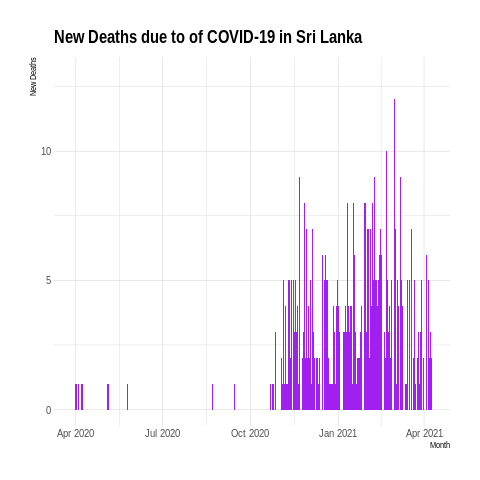 New Deaths due to of COVID-19 in Sri Lanka
New Deaths
10
5
0
Apr 2020 Jul 2020 Oct 2020 Jan 2021 Apr 2021
Month